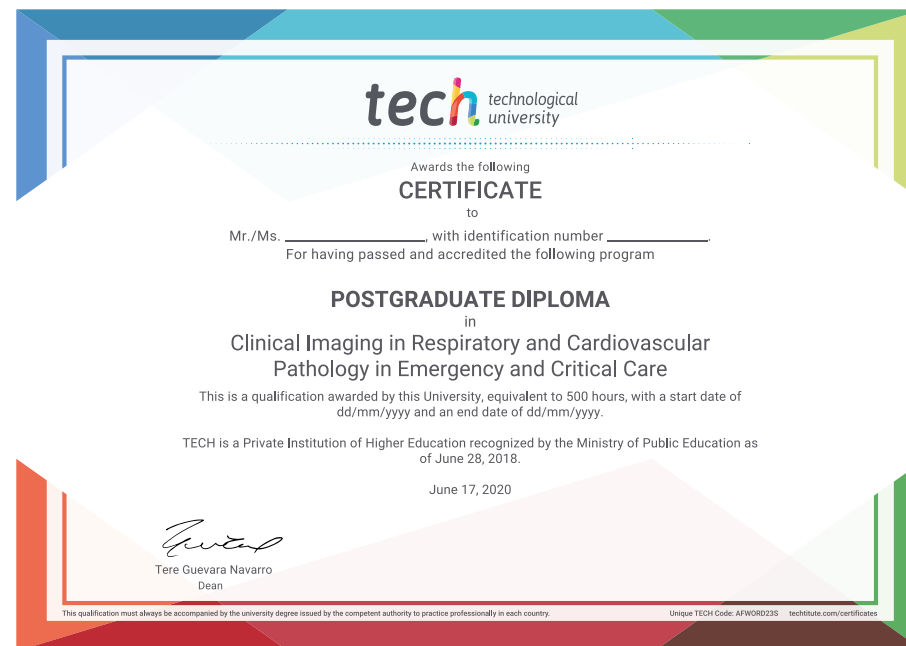 tech technological
university
Awards the following
CERTIFICATE
to
Mr./Ms. ____________, with identification number ____________.
For having passed and accredited the following program
POSTGRADUATE DIPLOMA
in
Clinical Imaging in Respiratory and Cardiovascular
Pathology in Emergency and Critical Care
This is a qualification awarded by this University, equivalent to 500 hours, with a start date of
dd/mm/yyyy and an end date of dd/mm/yyyy.
TECH is a Private Institution of Higher Education recognized by the Ministry of Public Education as
of June 28, 2018.
June 17, 2020
Tere Guevara Navarro
Dean
This qualification must always be accompanied by the university degree issued by the competent authority to practice professionally in each country.
Unique TECH Code: AFWORD23S techtitute.com/certificates